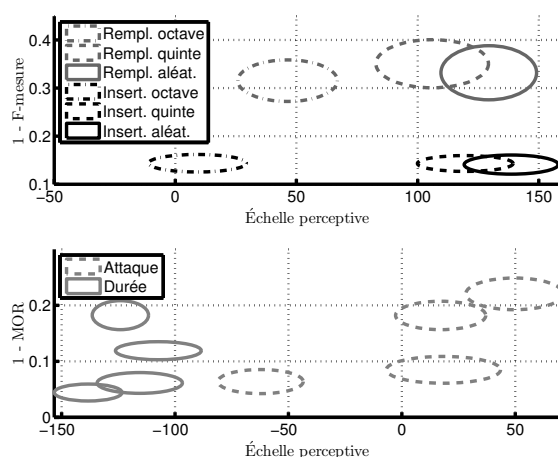 0.4
0.3
0.2
0.1
1 - F-mesure
Rempl. octave
Rempl. quinte
Rempl. aléat.
Insert. octave
Insert. quinte
Insert. aléat.
−50 0 50 100 150
Échelle perceptive
0.2
0.1
0
1 - MOR
Attaque
Durée
−150 −100 −50 0 50
Échelle perceptive